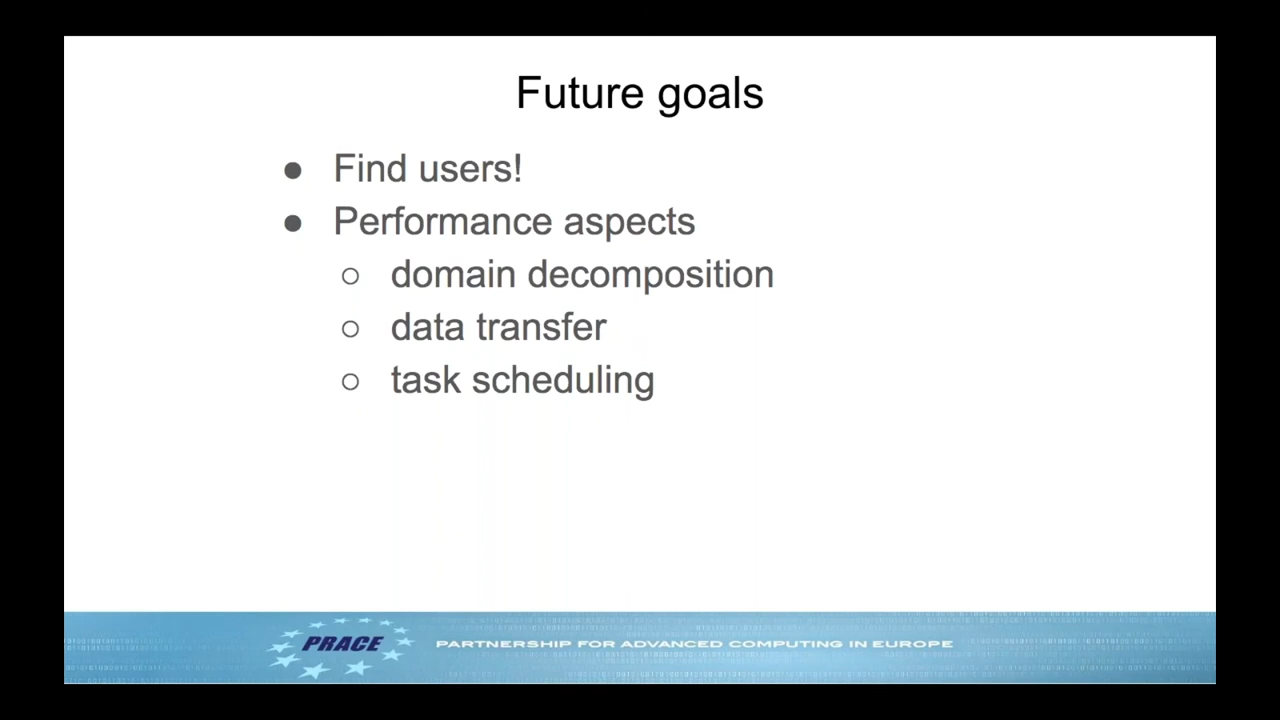 Future goals
● Find users!
● Performance aspects
○ domain decomposition
○ data transfer
○ task scheduling
PRACE
PARTNERSHIP FOR ADVANCED COMPUTING IN EUROPE